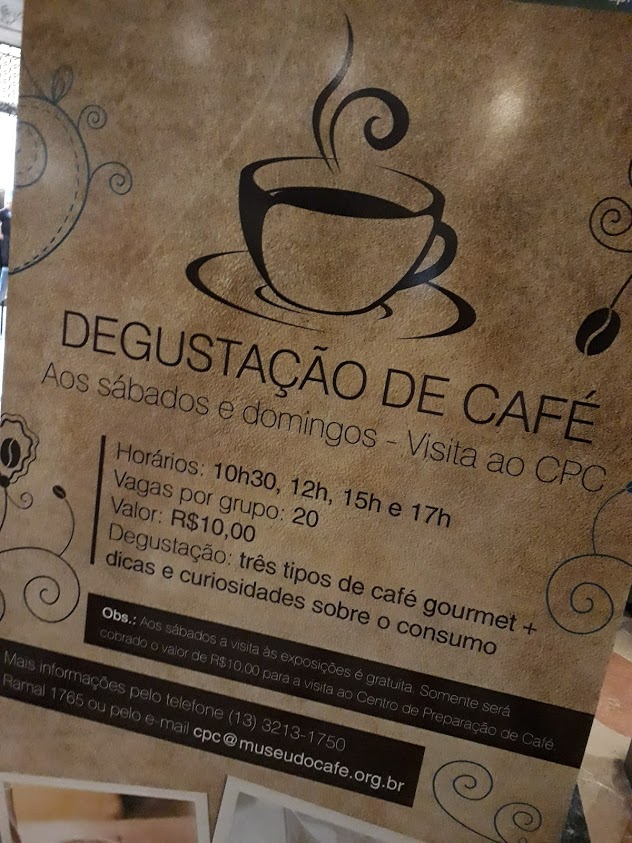 DEGUSTAÇÃO DE CAFÉ
Aos sábados e domingos - Visita ao CPC
Horários: 10h30, 12h, 15h e 17h
Vagas por grupo: 20
Valor: R$10,00
Degustação: três tipos de café gourmet +
dicas e curiosidades sobre o consumo
Obs.: Aos sábados a visita às exposições é gratuita. Somente será
cobrado o valor de R$10,00 para a visita ao Centro de Preparação de Café
Mais informações pelo telefone (13) 3213-1750
Ramal 1765 ou pelo e-mail cpc@museudocafe.org.br